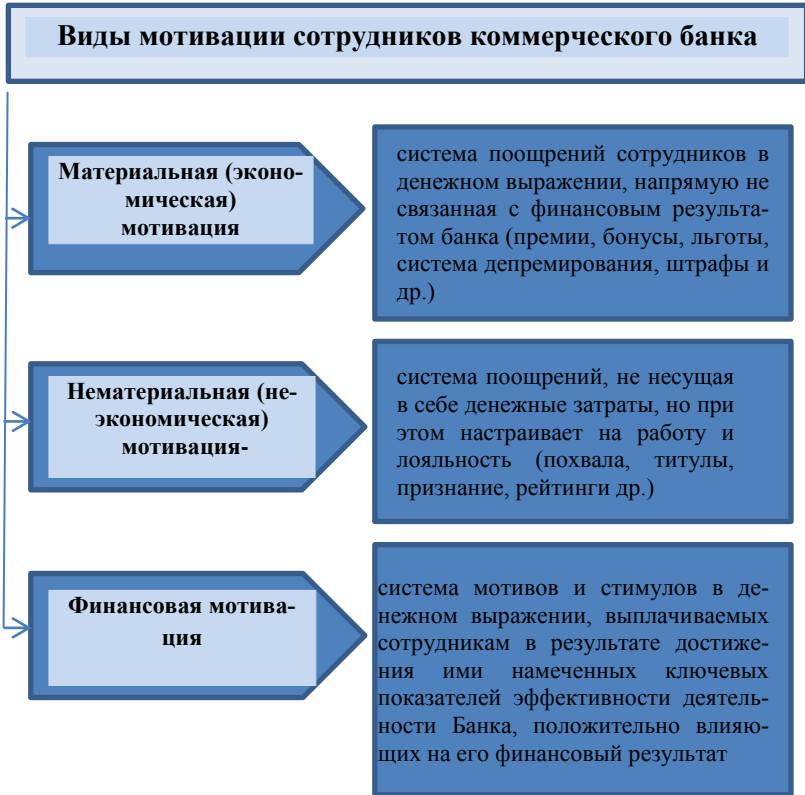 Виды мотивации сотрудников коммерческого банка
Материальная (эконо-
мическая)
мотивация
система поощрений сотрудников в
денежном выражении, напрямую не
связанная с финансовым результа-
том банка (премии, бонусы, льготы,
система депремирования, штрафы и
др.)
Нематериальная (не-
экономическая)
мотивация-
система поощрений, не несущая
в себе денежные затраты, но при
этом настраивает на работу и
лояльность (похвала, титулы,
признание, рейтинги др.)
Финансовая мотива-
ция
система мотивов и стимулов в де-
нежном выражении, выплачиваемых
сотрудникам в результате достиже-
ния ими намеченных ключевых
показателей эффективности деятель-
ности Банка, положительно влияю-
щих на его финансовый результат